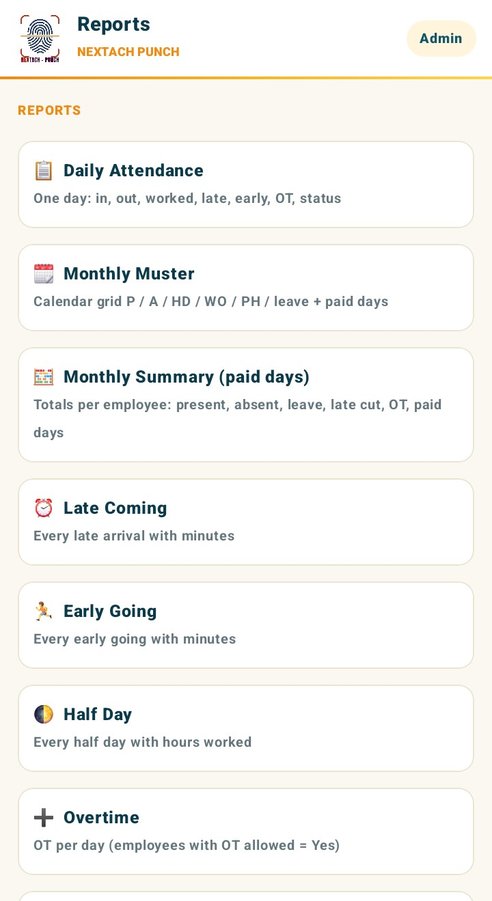 Reports
NEXTACH PUNCH
Admin
NEXTACH - PUNCH
REPORTS
Daily Attendance
One day: in, out, worked, late, early, OT, status
Monthly Muster
Calendar grid P / A / HD / WO / PH / leave + paid days
Monthly Summary (paid days)
Totals per employee: present, absent, leave, late cut, OT, paid
days
Late Coming
Every late arrival with minutes
Early Going
Every early going with minutes
Half Day
Every half day with hours worked
Overtime
OT per day (employees with OT allowed = Yes)